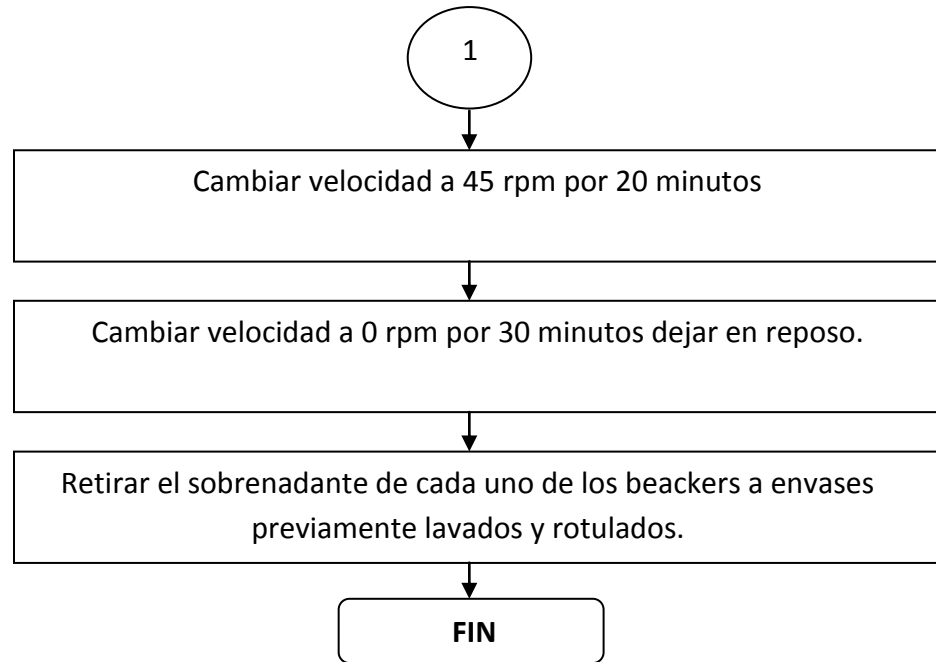 1
Cambiar velocidad a 45 rpm por 20 minutos
Cambiar velocidad a 0 rpm por 30 minutos dejar en reposo.
Retirar el sobrenadante de cada uno de los beackers a envases
previamente lavados y rotulados.
FIN